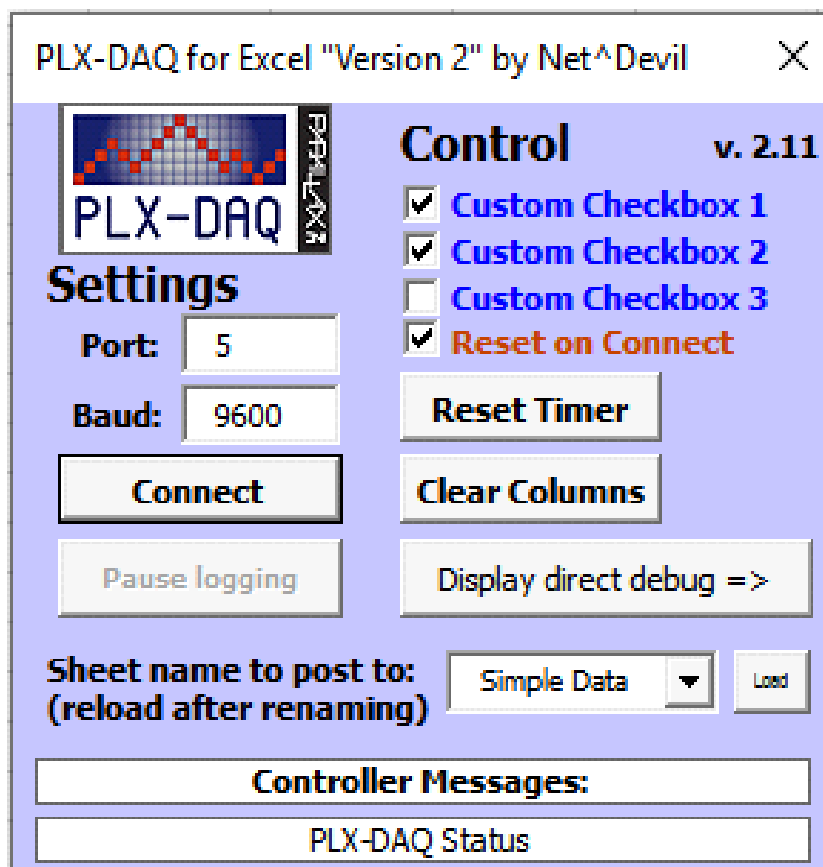 PLX-DAQ for Excel "Version 2" by Net^Devil
PARALLAX
PLX-DAQ
Control v. 2.11
Custom Checkbox 1
Custom Checkbox 2
Custom Checkbox 3
Reset on Connect
Settings
Port: 5
Baud: 9600
Reset Timer
Connect
Clear Columns
Pause logging
Display direct debug =>
Sheet name to post to:
(reload after renaming)
Simple Data
Load
Controller Messages:
PLX-DAQ Status